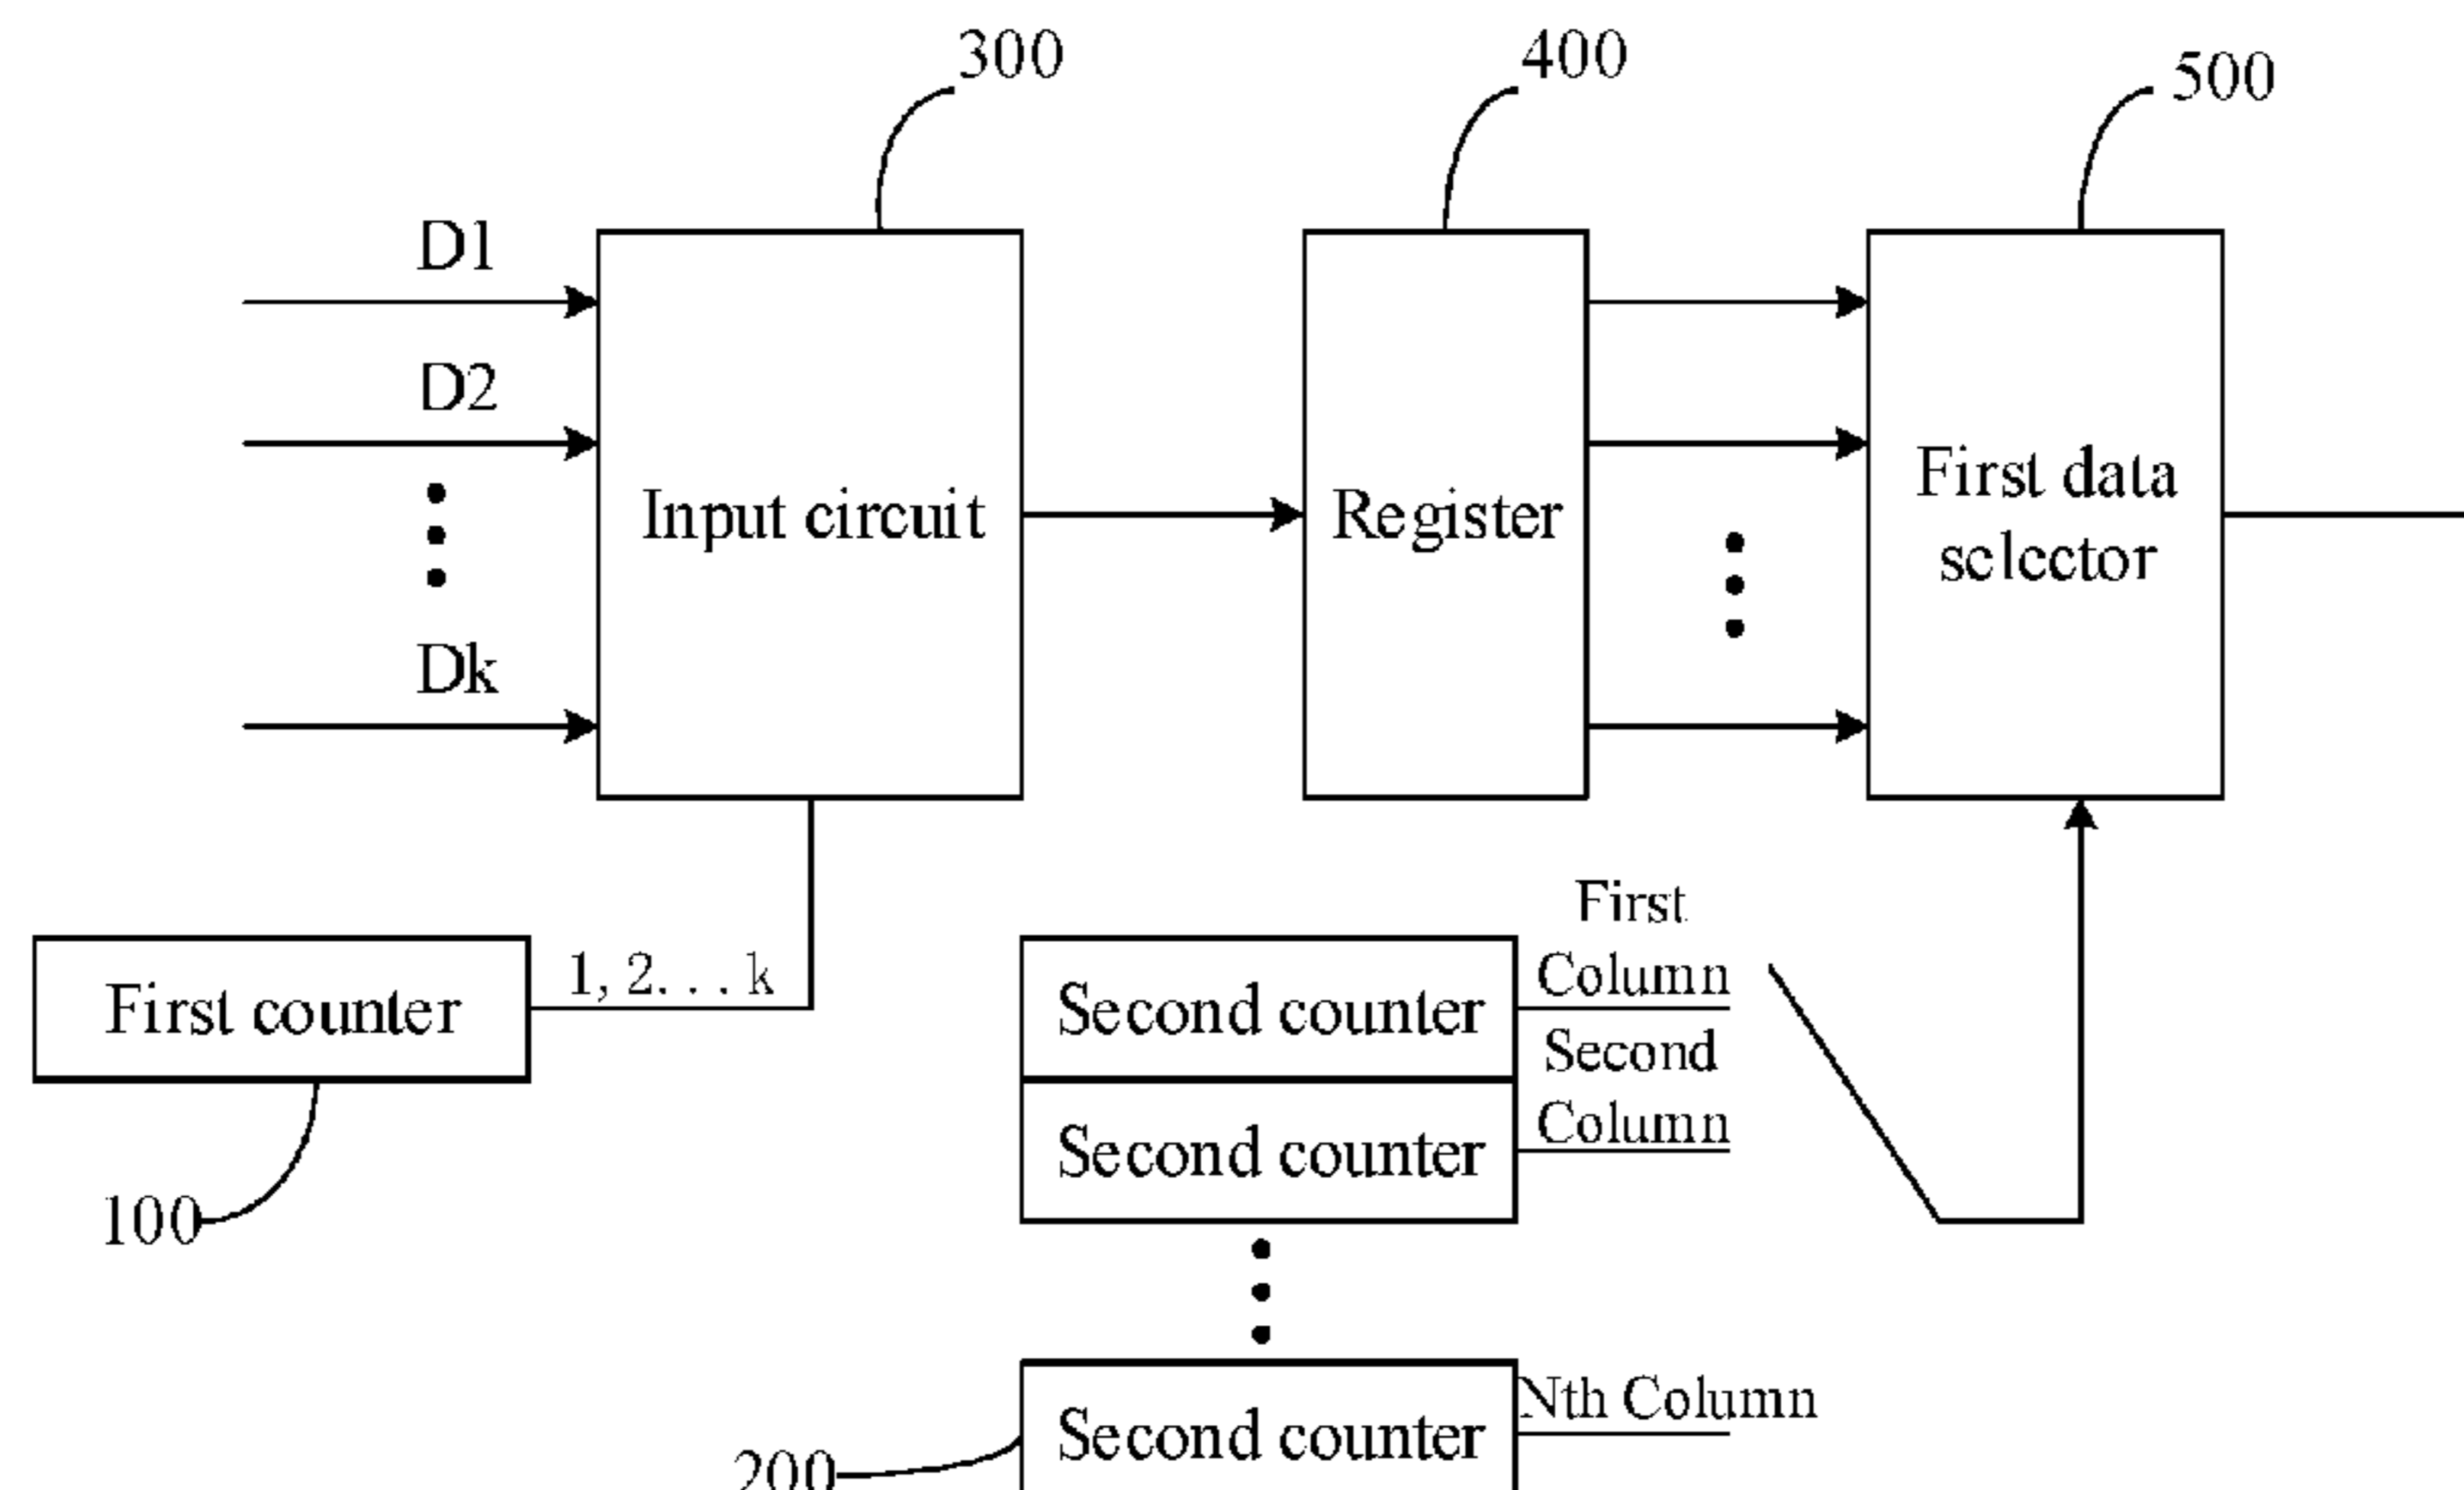 300
400
500
D1
D2
Dk
Input circuit
Register
First data
selector
First counter
1, 2. . . k
100
Second counter
First
Column
Second counter
Second
Column
Second counter
Nth Column
200